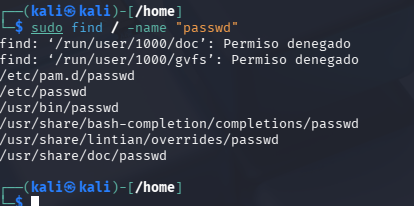 ┌──(kali㉿kali)-[/home]
└─$ sudo find / -name "passwd"
find: ‘/run/user/1000/doc’: Permiso denegado
find: ‘/run/user/1000/gvfs’: Permiso denegado
/etc/pam.d/passwd
/etc/passwd
/usr/bin/passwd
/usr/share/bash-completion/completions/passwd
/usr/share/lintian/overrides/passwd
/usr/share/doc/passwd
┌──(kali㉿kali)-[/home]
└─$